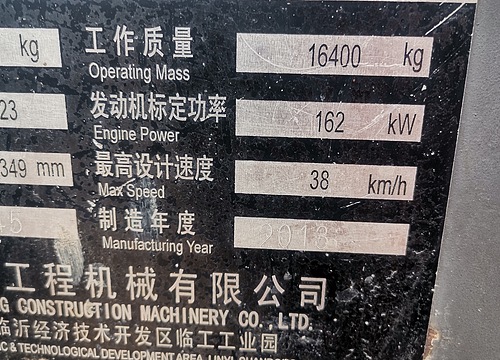 kg 工作质量 16400 kg
Operating Mass
23 发动机标定功率 162 kW
Engine Power
349 mm 最高设计速度 38 km/h
Max Speed
制造年度 2018
Manufacturing Year
工程机械有限公司
G CONSTRUCTION MACHINERY CO.,LTD.
临沂经济技术开发区临工工业园
C & TECHNOLOGICAL DEVELOPMENT AREA, LINYI, SHANDONG